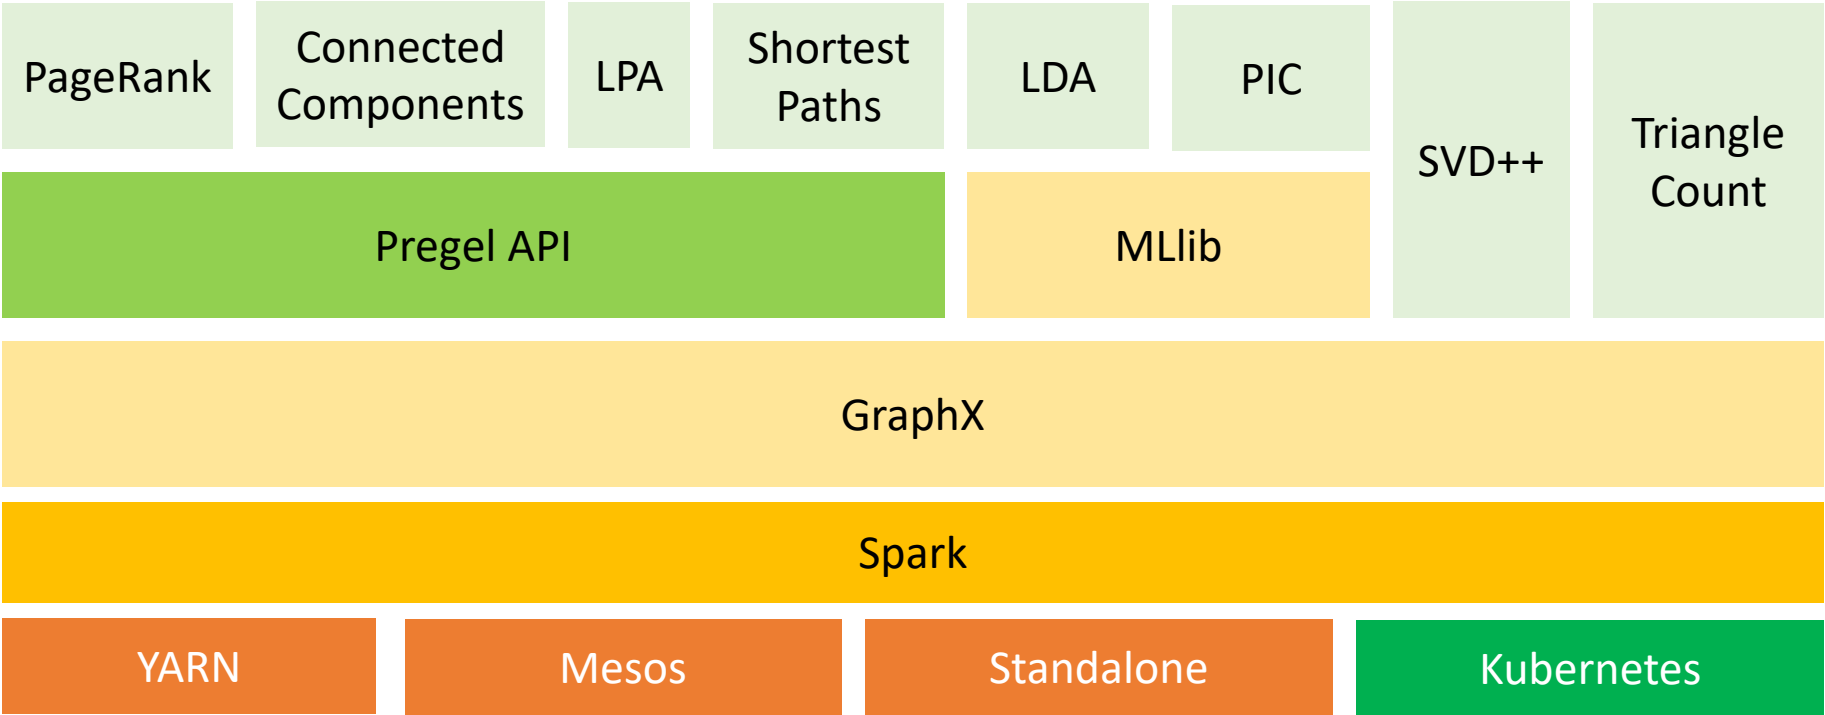 PageRank
Connected
Components
LPA
Shortest
Paths
LDA
PIC
SVD++
Triangle
Count
Pregel API
MLlib
GraphX
Spark
YARN
Mesos
Standalone
Kubernetes